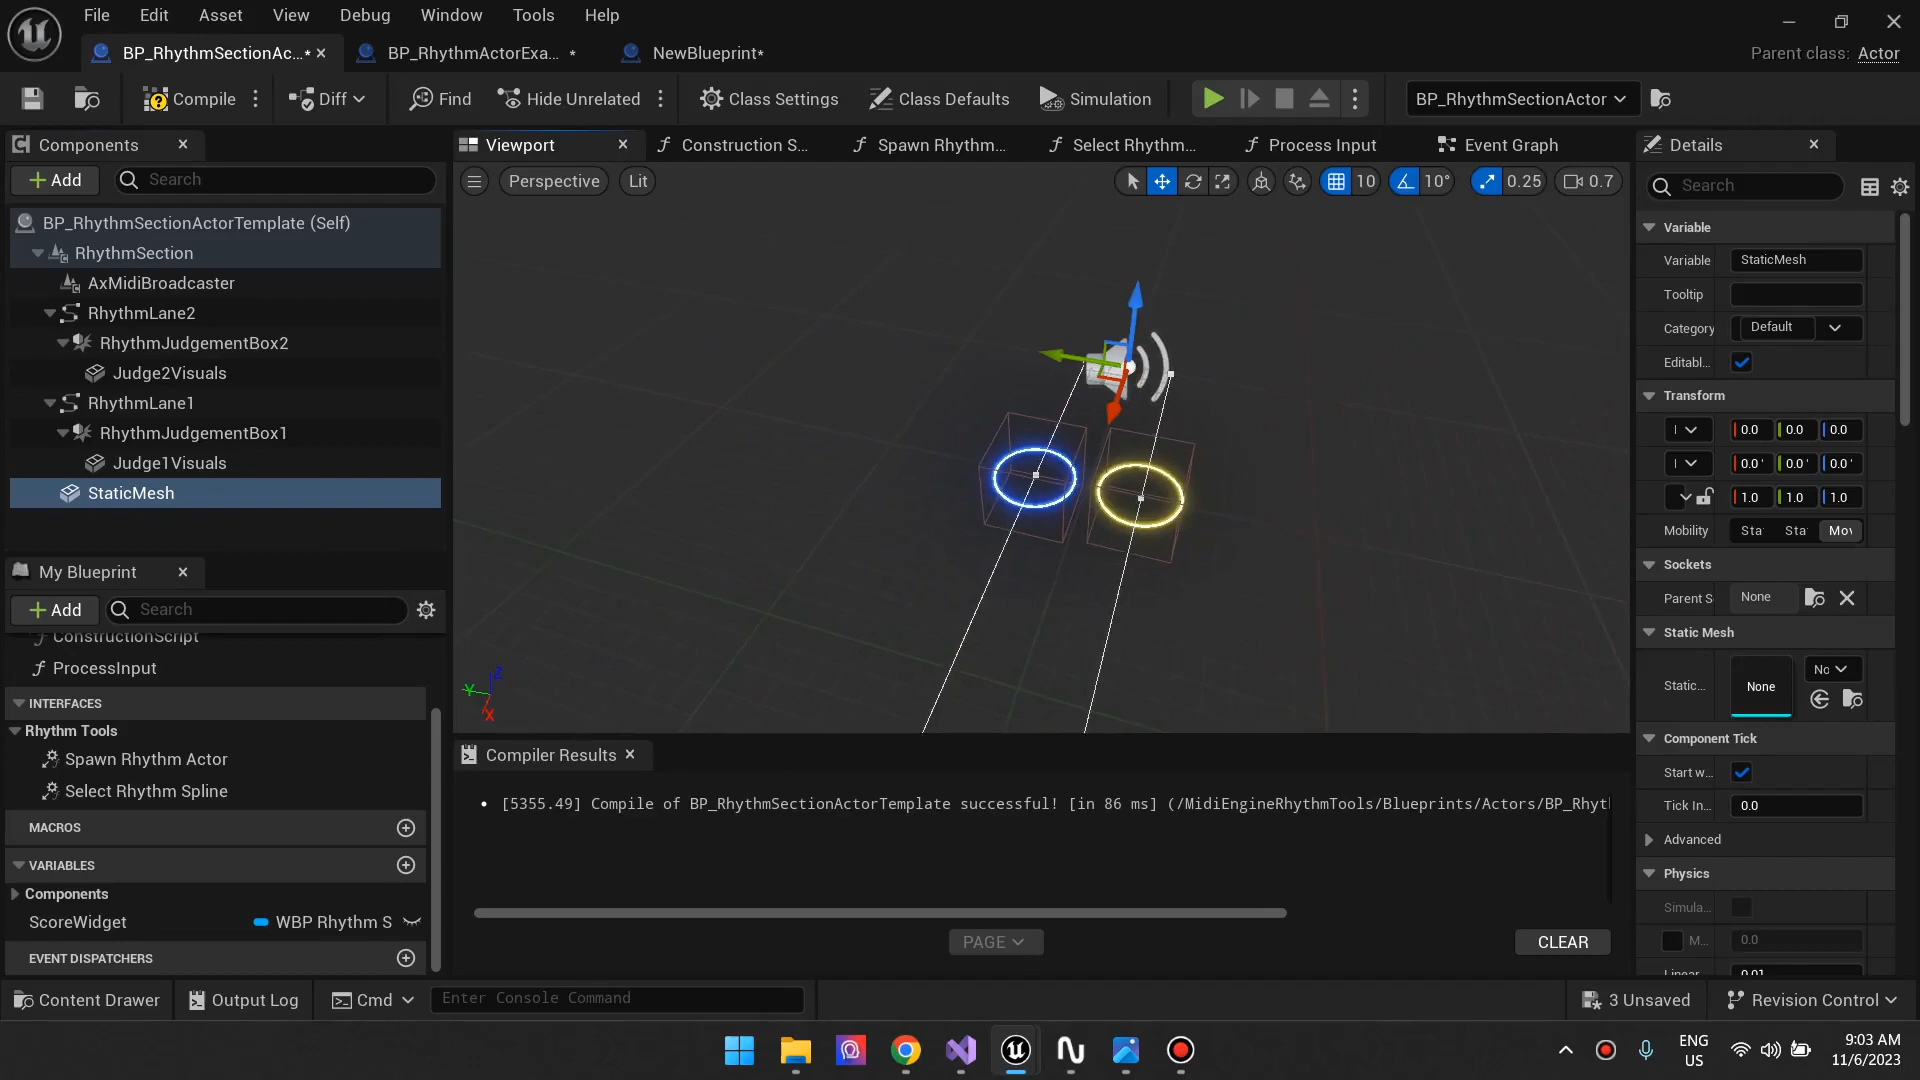 File Edit Asset View Debug Window Tools Help
BP_RhythmSectionAc...* BP_RhythmActorExa... * NewBlueprint*
Parent class: Actor
Compile Diff Find Hide Unrelated Class Settings Class Defaults Simulation BP_RhythmSectionActor
Components
Viewport Construction S... Spawn Rhythm... Select Rhythm... Process Input Event Graph
Details
+ Add Search
Perspective Lit 10 10° 0.25 0.7
Search
BP_RhythmSectionActorTemplate (Self)
RhythmSection
AxMidiBroadcaster
RhythmLane2
RhythmJudgementBox2
Judge2Visuals
RhythmLane1
RhythmJudgementBox1
Judge1Visuals
StaticMesh
Variable
Variable StaticMesh
Tooltip
Category Default
Editabl...
Transform
0.0 0.0 0.0
0.0 ' 0.0 ' 0.0 '
1.0 1.0 1.0
Mobility Sta Sta Mov
Sockets
Parent S None
Static Mesh
Static... None No
Component Tick
Start w...
Tick In... 0.0
Advanced
Physics
Simula...
M... 0.0
Linear 0.01
Z
Y
X
My Blueprint
+ Add Search
ConstructionScript
ProcessInput
INTERFACES
Rhythm Tools
Spawn Rhythm Actor
Select Rhythm Spline
MACROS
VARIABLES
Components
ScoreWidget WBP Rhythm S
EVENT DISPATCHERS
Compiler Results
• [5355.49] Compile of BP_RhythmSectionActorTemplate successful! [in 86 ms] (/MidiEngineRhythmTools/Blueprints/Actors/BP_Rhyt
PAGE CLEAR
Content Drawer Output Log Cmd Enter Console Command
3 Unsaved Revision Control
ENG
US
9:03 AM
11/6/2023